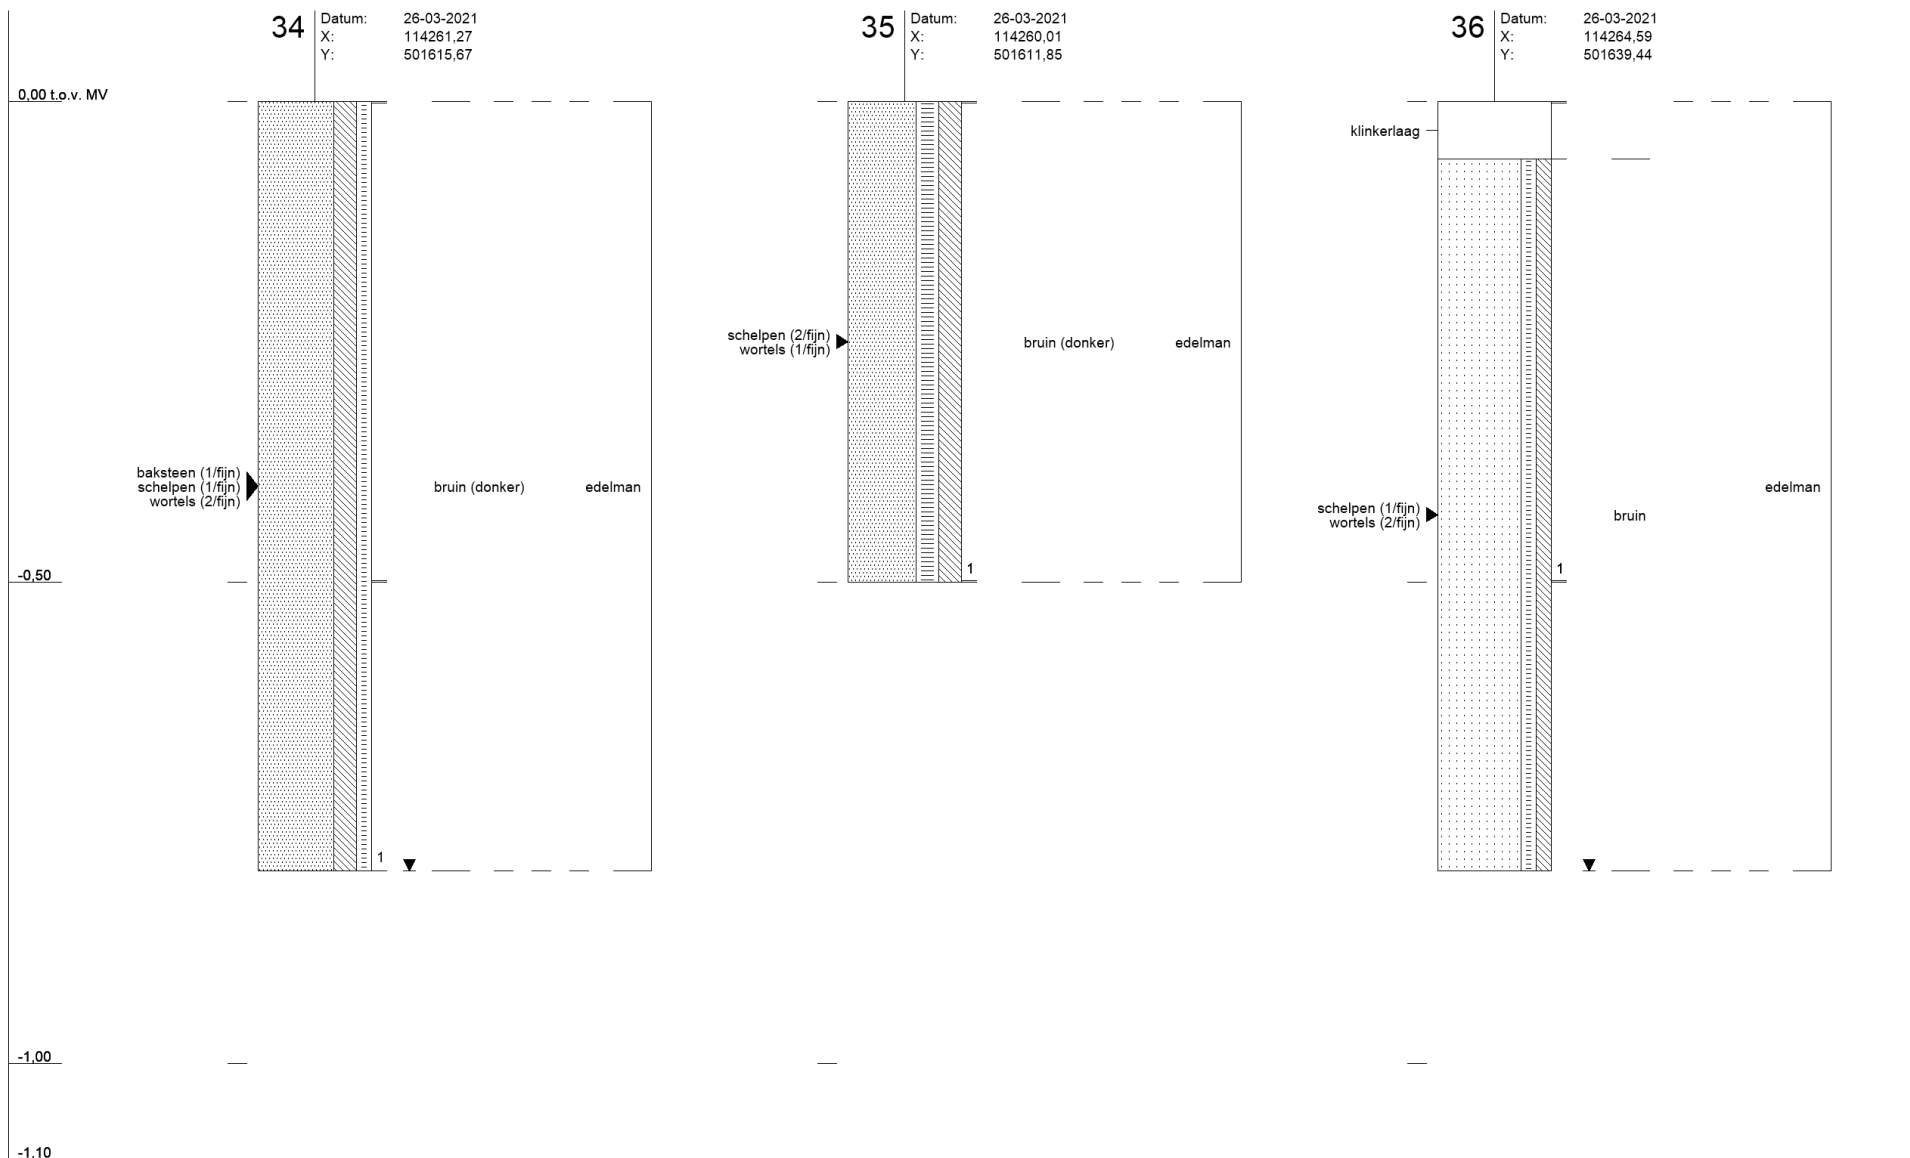 34
Datum: 26-03-2021
X: 114261,27
Y: 501615,67
35
Datum: 26-03-2021
X: 114260,01
Y: 501611,85
36
Datum: 26-03-2021
X: 114264,59
Y: 501639,44
0,00 t.o.v. MV
-0,50
-1,00
-1,10
baksteen (1/fijn)
schelpen (1/fijn)
wortels (2/fijn)
bruin (donker)
edelman
1
schelpen (2/fijn)
wortels (1/fijn)
bruin (donker)
edelman
1
klinkerlaag
schelpen (1/fijn)
wortels (2/fijn)
bruin
edelman
1